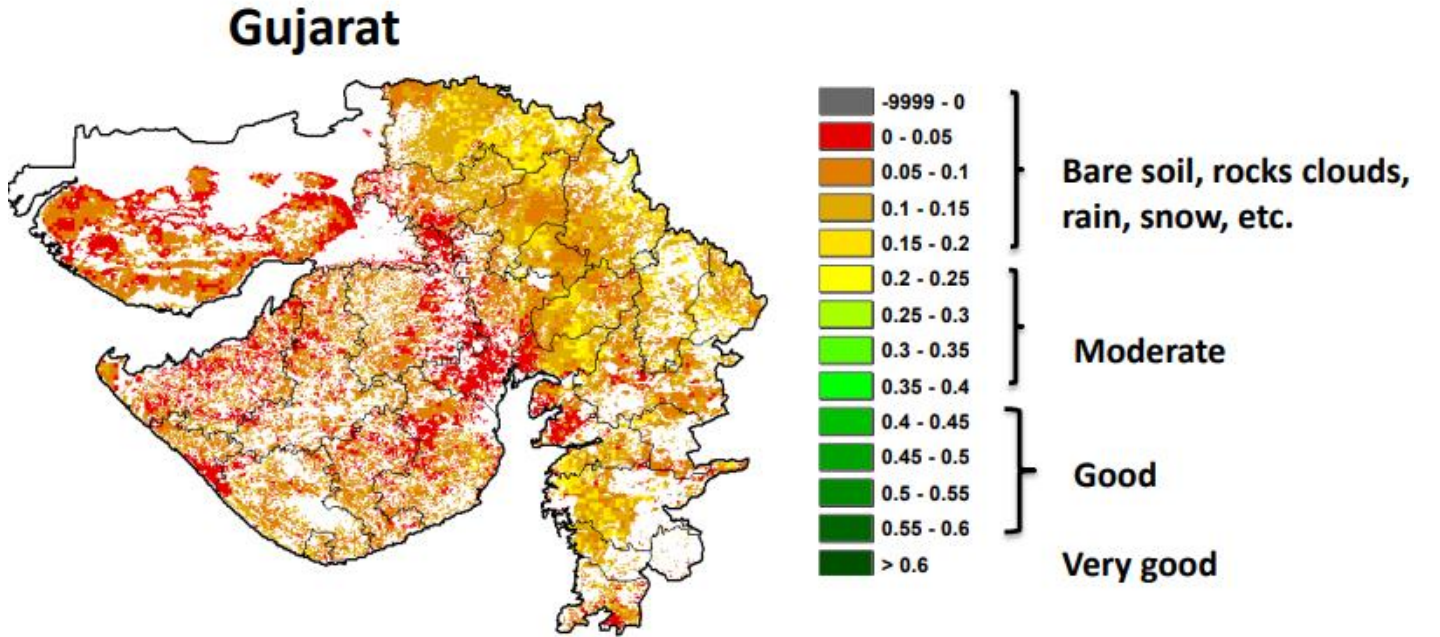 Gujarat
-9999 - 0
0 - 0.05
0.05 - 0.1
0.1 - 0.15
0.15 - 0.2
0.2 - 0.25
0.25 - 0.3
0.3 - 0.35
0.35 - 0.4
0.4 - 0.45
0.45 - 0.5
0.5 - 0.55
0.55 - 0.6
> 0.6
Bare soil, rocks clouds,
rain, snow, etc.
Moderate
Good
Very good